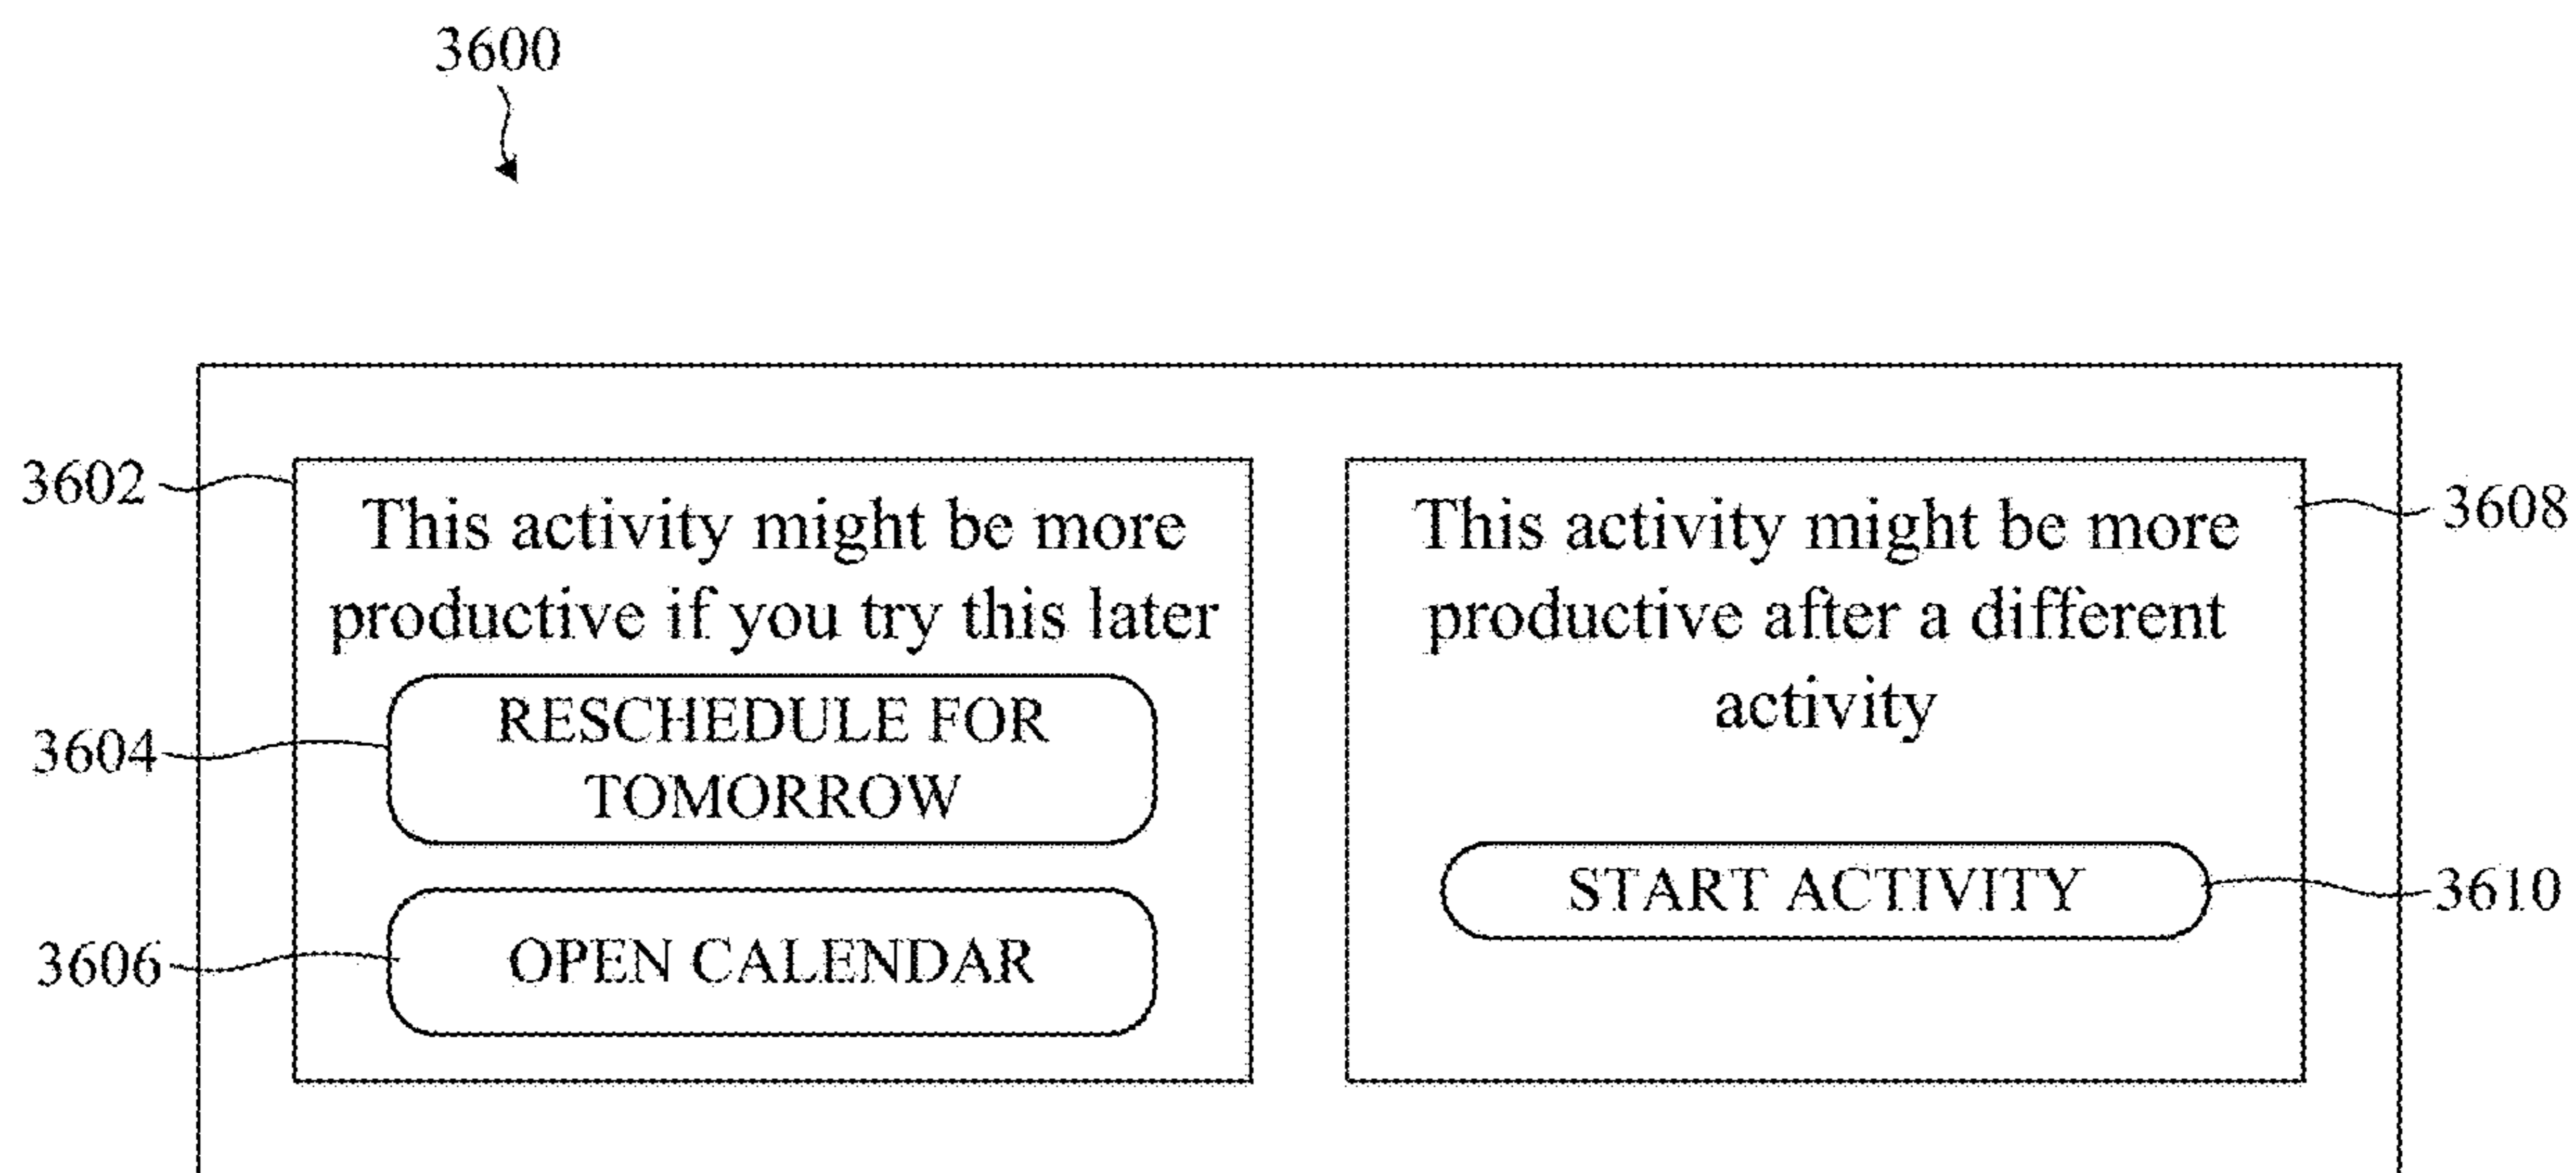 3600
3602
This activity might be more
productive if you try this later
3604
RESCHEDULE FOR
TOMORROW
3606
OPEN CALENDAR
This activity might be more
productive after a different
activity
3608
START ACTIVITY
3610